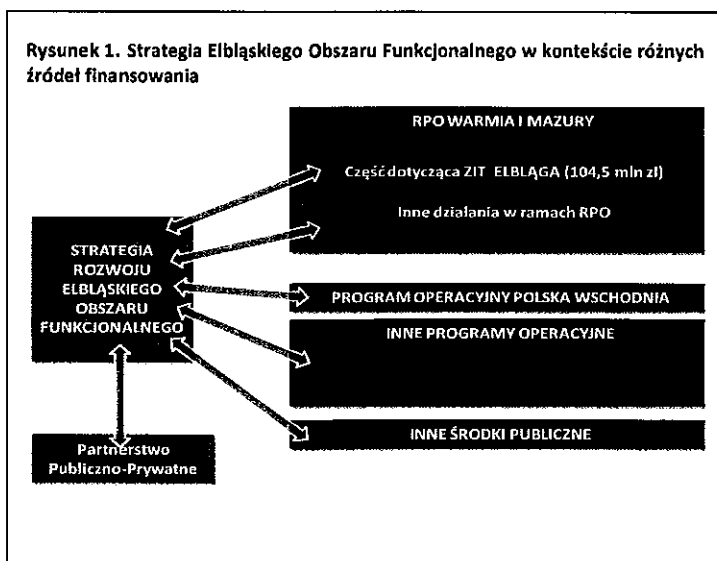 Rysunek 1. Strategia Elbląskiego Obszaru Funkcjonalnego w kontekście różnych
źródeł finansowania
RPO WARMIA I MAZURY
Część dotycząca ZIT ELBLĄGA (104,5 mln zł)
Inne działania w ramach RPO
STRATEGIA
ROZWOJU
ELBLĄSKIEGO
OBSZARU
FUNKCJONALNEGO
PROGRAM OPERACYJNY POLSKA WSCHODNIA
INNE PROGRAMY OPERACYJNE
INNE ŚRODKI PUBLICZNE
Partnerstwo
Publiczno-Prywatne